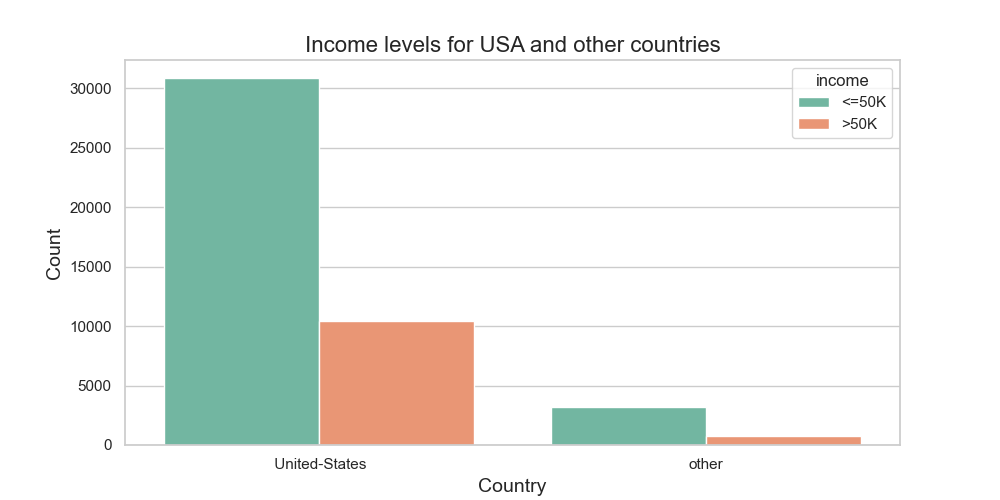 Income levels for USA and other countries
income
<=50K
>50K
30000
25000
20000
15000
10000
5000
0
Count
United-States
other
Country